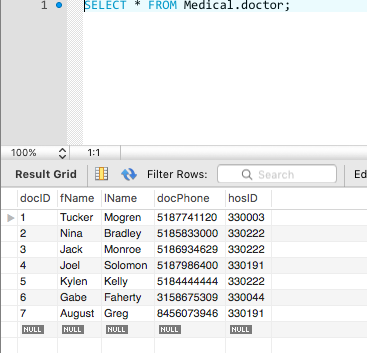 1 SELECT * FROM Medical.doctor;
100% 1:1
Result Grid Filter Rows: Search Ed
docID fName lName docPhone hosID
1 Tucker Mogren 5187741120 330003
2 Nina Bradley 5185833000 330222
3 Jack Monroe 5186934629 330222
4 Joel Solomon 5187986400 330191
5 Kylen Kelly 5184444444 330222
6 Gabe Faherty 3158675309 330044
7 August Greg 8456073946 330191
NULL NULL NULL NULL NULL